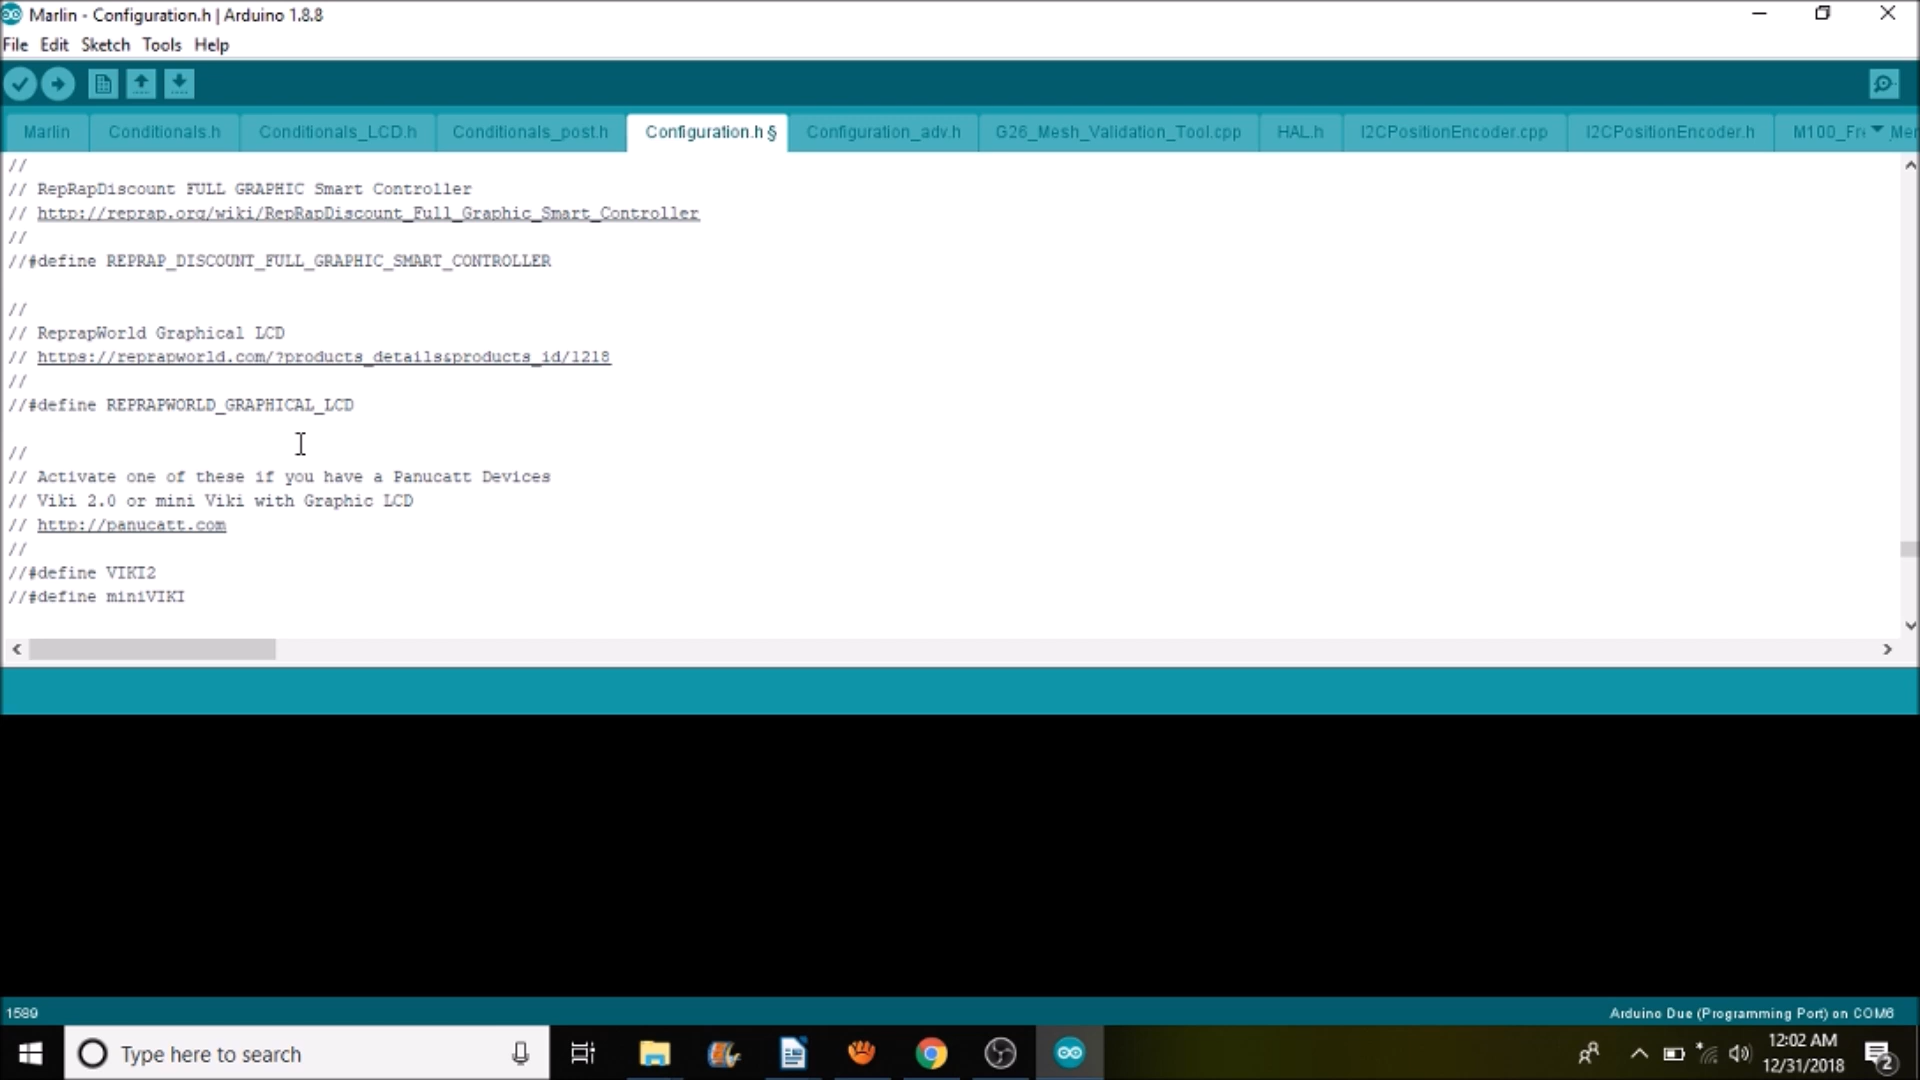 Marlin - Configuration.h | Arduino 1.8.8
File Edit Sketch Tools Help
Marlin Conditionals.h Conditionals_LCD.h Conditionals_post.h Configuration.h § Configuration_adv.h G26_Mesh_Validation_Tool.cpp HAL.h I2CPositionEncoder.cpp I2CPositionEncoder.h M100_Fre Mer
//
// RepRapDiscount FULL GRAPHIC Smart Controller
// http://reprap.org/wiki/RepRapDiscount_Full_Graphic_Smart_Controller
//
//#define REPRAP_DISCOUNT_FULL_GRAPHIC_SMART_CONTROLLER
//
// ReprapWorld Graphical LCD
// https://reprapworld.com/?products_details&products_id/1218
//
//#define REPRAPWORLD_GRAPHICAL_LCD
//
// Activate one of these if you have a Panucatt Devices
// Viki 2.0 or mini Viki with Graphic LCD
// http://panucatt.com
//
//#define VIKI2
//#define miniVIKI
1589 Arduino Due (Programming Port) on COM6
Type here to search
12:02 AM
12/31/2018
2